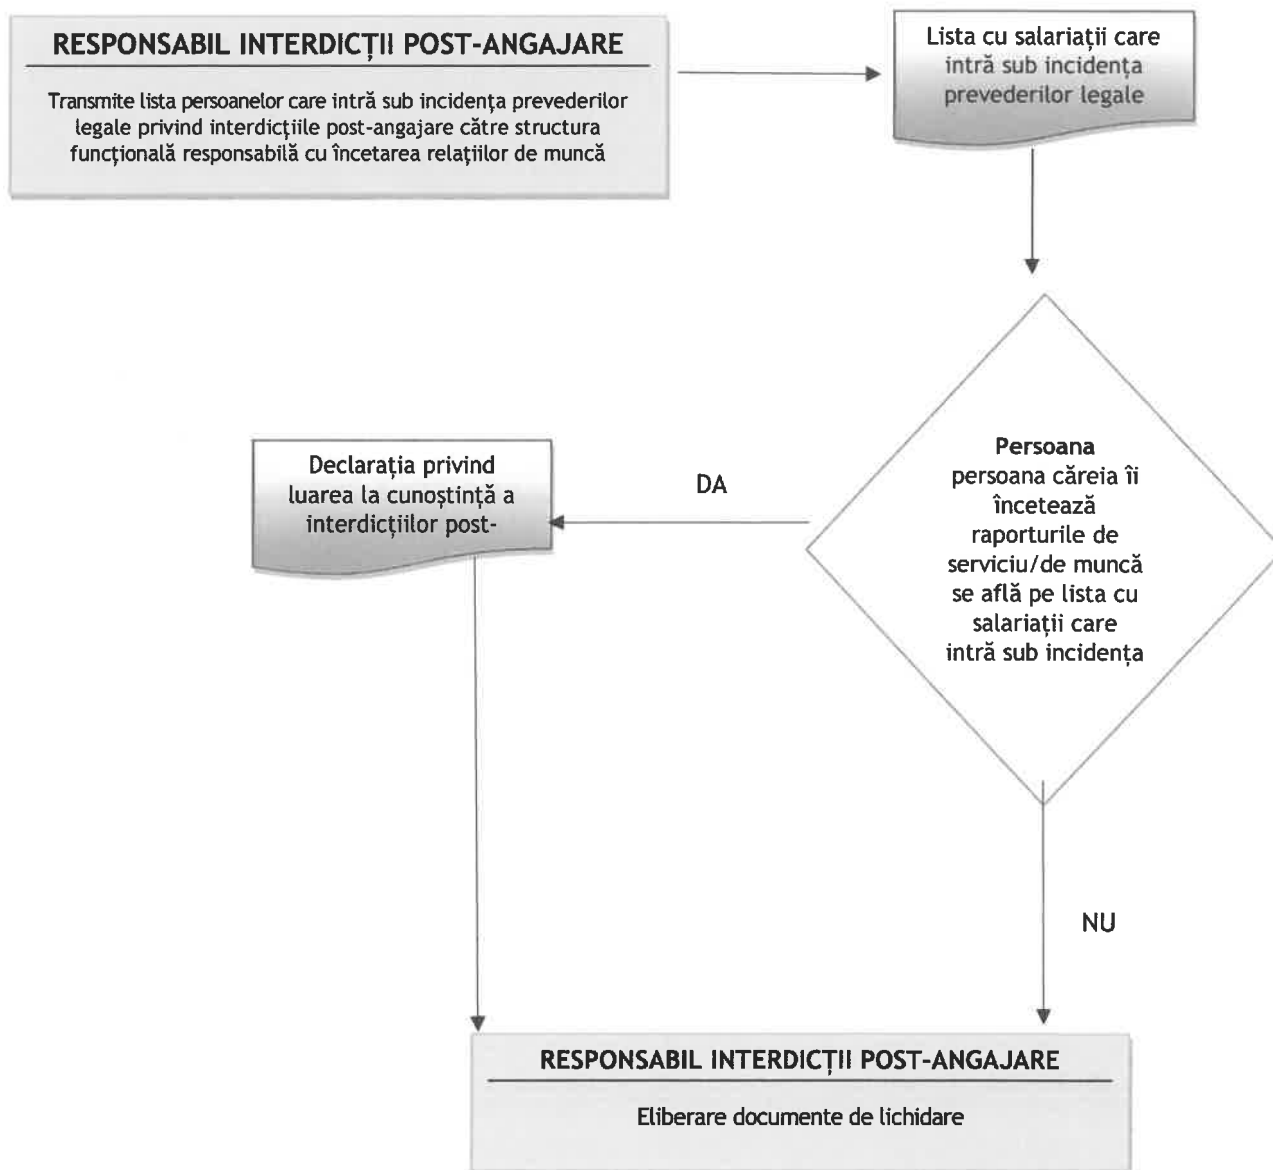 RESPONSABIL INTERDICȚII POST-ANGAJARE
Transmite lista persoanelor care intră sub incidența prevederilor
legale privind interdicțiile post-angajare către structura
funcțională responsabilă cu încetarea relațiilor de muncă
Lista cu salariații care
intră sub incidența
prevederilor legale
Persoana
persoana căreia îi
încetează
raporturile de
serviciu/de muncă
se află pe lista cu
salariații care
intră sub incidența
DA
Declarația privind
luarea la cunoștință a
interdicțiilor post-
NU
RESPONSABIL INTERDICȚII POST-ANGAJARE
Eliberare documente de lichidare